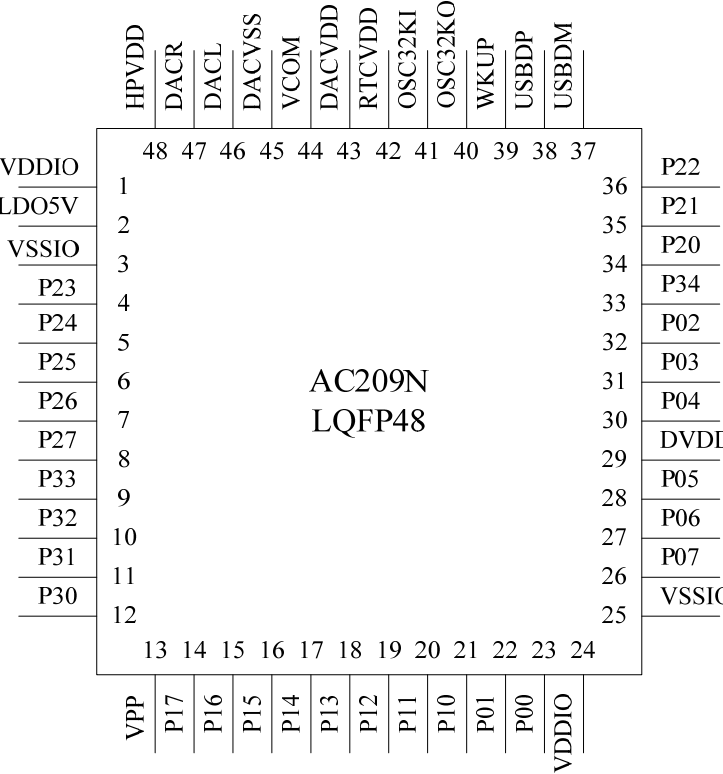 HPVDD
DACR
DACL
DACVSS
VCOM
DACVDD
RTCVDD
OSC32KI
OSC32KO
WKUP
USBDP
USBDM
48 47 46 45 44 43 42 41 40 39 38 37
VDDIO 1 36 P22
LDO5V 2 35 P21
VSSIO 3 34 P20
P23 4 33 P34
P24 5 32 P02
P25 6 31 P03
P26 7 30 P04
P27 8 29 DVDD
P33 9 28 P05
P32 10 27 P06
P31 11 26 P07
P30 12 25 VSSIO
AC209N
LQFP48
13 14 15 16 17 18 19 20 21 22 23 24
VPP
P17
P16
P15
P14
P13
P12
P11
P10
P01
P00
VDDIO